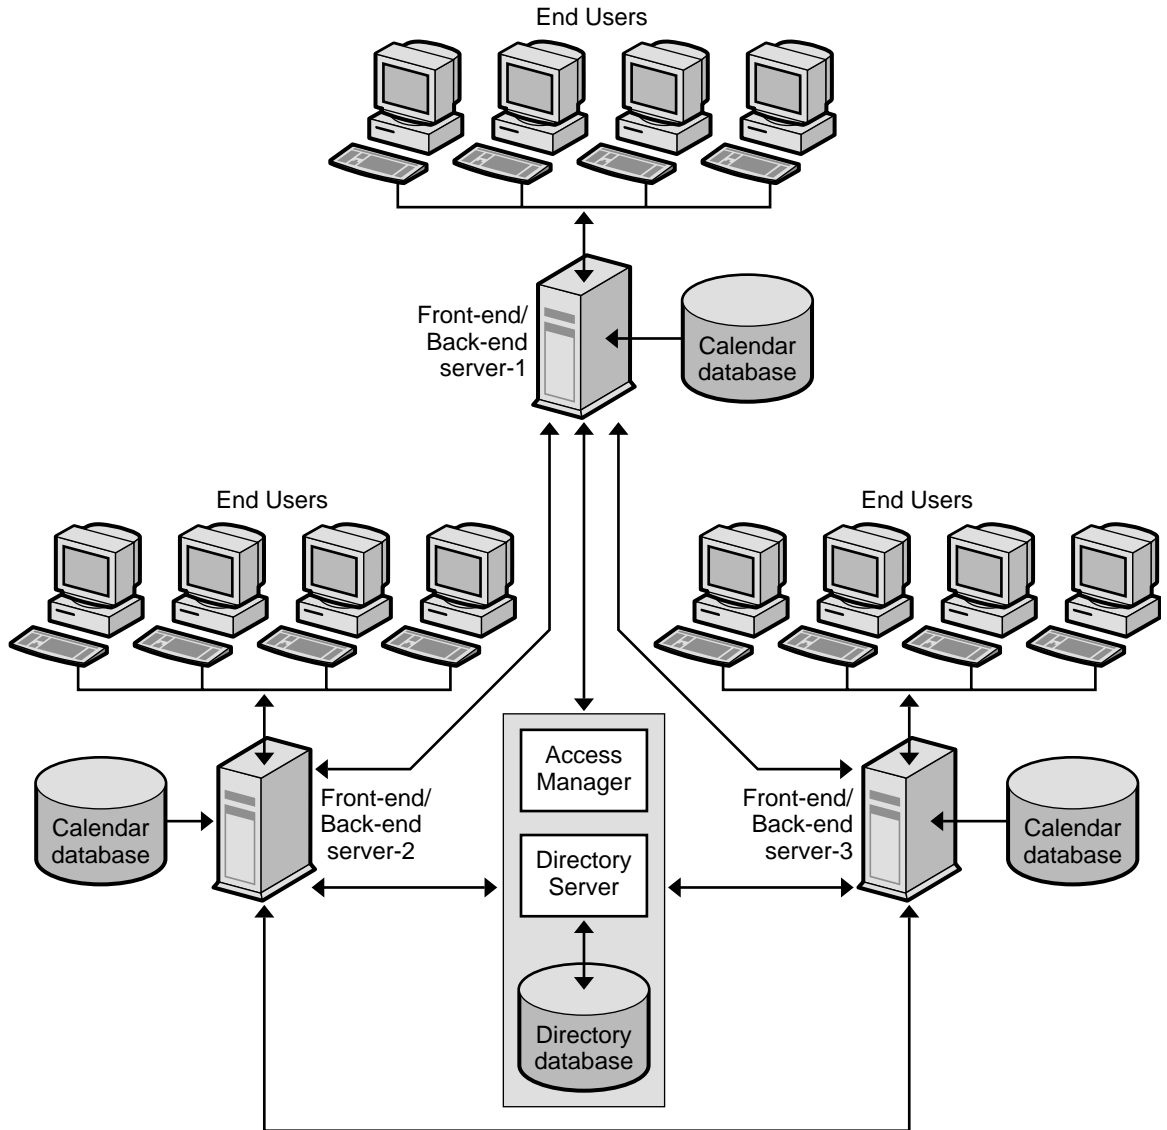 End Users
Front-end/
Back-end
server-1
Calendar
database
End Users
End Users
Access
Manager
Calendar
database
Front-end/
Back-end
server-2
Directory
Server
Front-end/
Back-end
server-3
Calendar
database
Directory
database